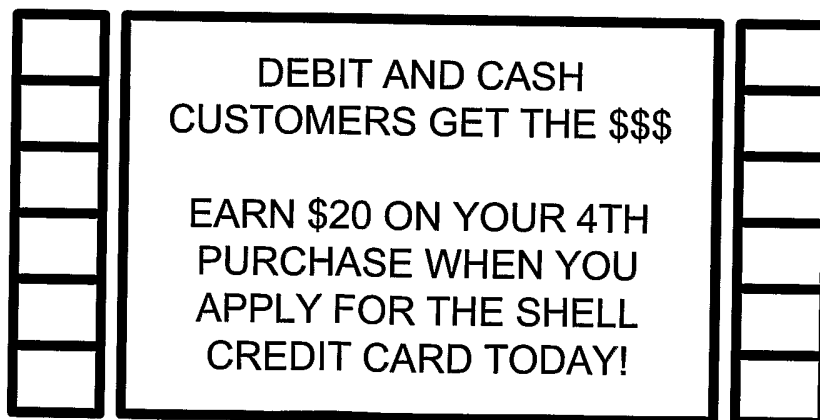 DEBIT AND CASH
CUSTOMERS GET THE $$$
EARN $20 ON YOUR 4TH
PURCHASE WHEN YOU
APPLY FOR THE SHELL
CREDIT CARD TODAY!